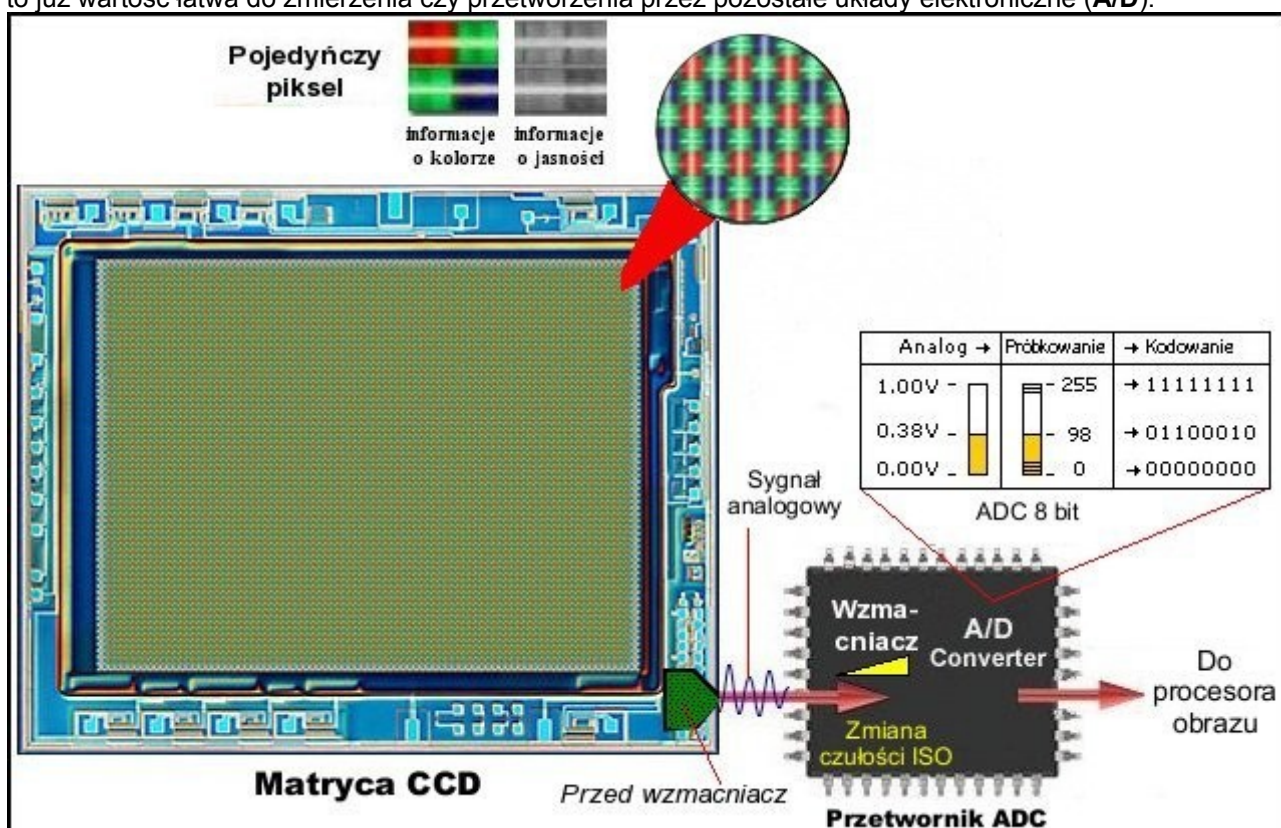 to już wartość łatwa do zmierzenia czy przetworzenia przez pozostałe układy elektroniczne (A/D).
Pojedyńczy
piksel
informacje
o kolorze
informacje
o jasności
Analog → Próbkowanie → Kodowanie
1.00V - - 255 → 11111111
0.38V - - 98 → 01100010
0.00V - - 0 → 00000000
ADC 8 bit
Sygnał
analogowy
Wzma-
cniacz
A/D
Converter
Zmiana
czułości ISO
Do
procesora
obrazu
Matryca CCD
Przed wzmacniacz
Przetwornik ADC